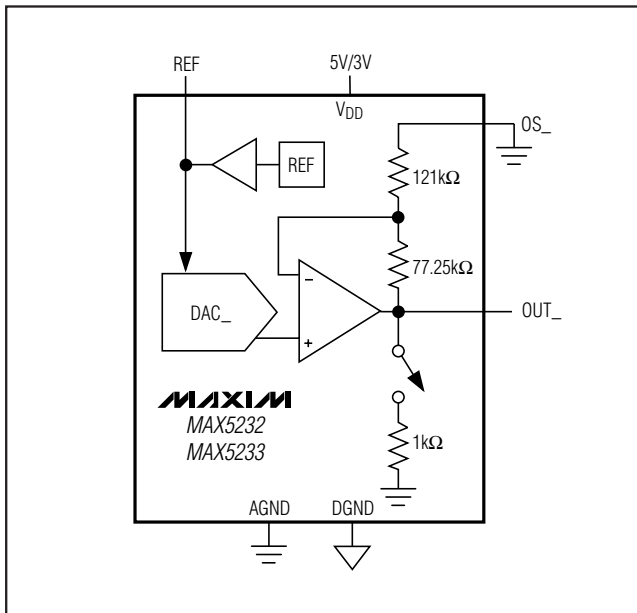 REF
5V/3V
VDD
OS_
REF
121kΩ
77.25kΩ
−
DAC_
OUT_
+
MAXIM
MAX5232
MAX5233
1kΩ
AGND
DGND